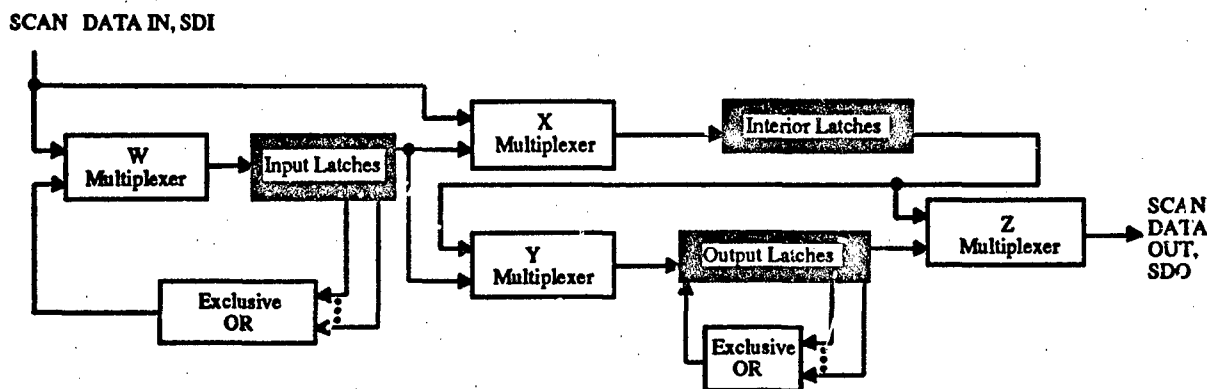 SCAN DATA IN, SDI
X
Multiplexer
Interior Latches
W
Multiplexer
Input Latches
Z
Multiplexer
SCAN
DATA
OUT,
SDO
Y
Multiplexer
Output Latches
Exclusive
OR
Exclusive
OR